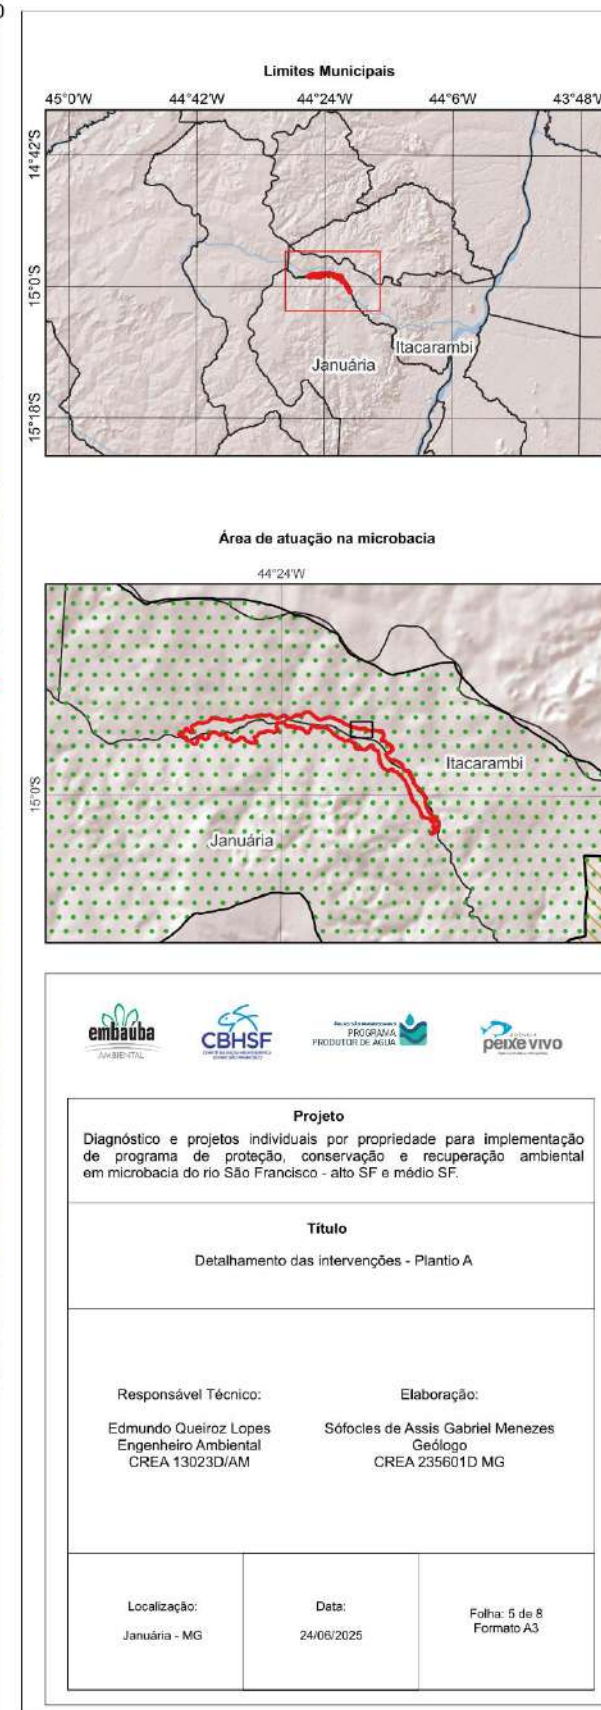 0
Limites Municipais
45°0'W 44°42'W 44°24'W 44°6'W 43°48'W
14°42'S
15°0'S
15°18'S
Itacarambi
Januária
Área de atuação na microbacia
44°24'W
15°0'S
Itacarambi
Januária
embaúba
AMBIENTAL
CBHSF
PROGRAMA
PRODUTOR DE ÁGUA
peixe vivo
Projeto
Diagnóstico e projetos individuais por propriedade para implementação
de programa de proteção, conservação e recuperação ambiental
em microbacia do rio São Francisco - alto SF e médio SF.
Título
Detalhamento das intervenções - Plantio A
Responsável Técnico:
Edmundo Queiroz Lopes
Engenheiro Ambiental
CREA 13023D/AM
Elaboração:
Sófocles de Assis Gabriel Menezes
Geólogo
CREA 235601D MG
Localização:
Januária - MG
Data:
24/06/2025
Folha: 5 de 8
Formato A3